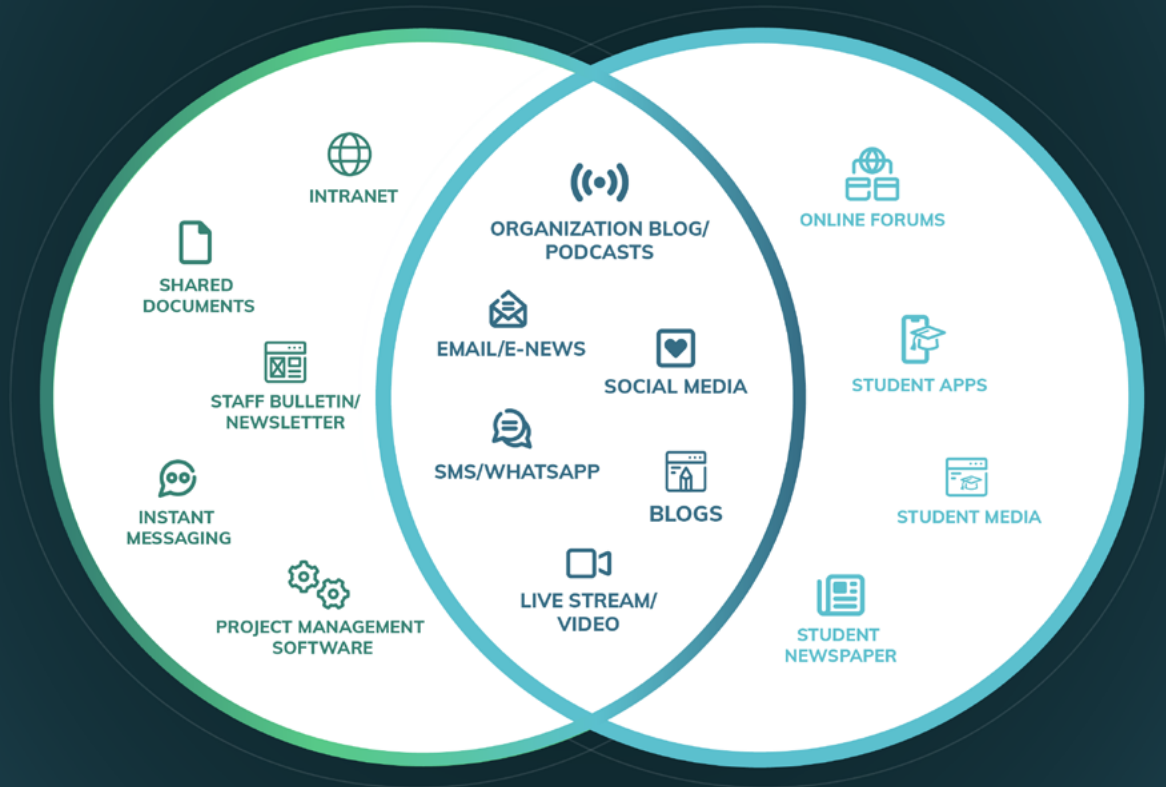 INTRANET
SHARED
DOCUMENTS
STAFF BULLETIN/
NEWSLETTER
INSTANT
MESSAGING
PROJECT MANAGEMENT
SOFTWARE
ORGANIZATION BLOG/
PODCASTS
EMAIL/E-NEWS
SOCIAL MEDIA
SMS/WHATSAPP
BLOGS
LIVE STREAM/
VIDEO
ONLINE FORUMS
STUDENT APPS
STUDENT MEDIA
STUDENT
NEWSPAPER